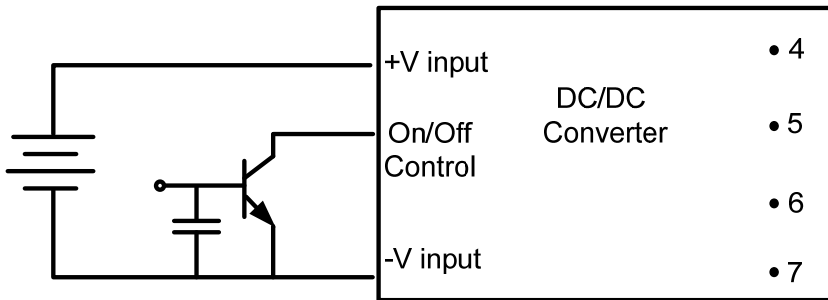 +V input
On/Off
Control
-V input
DC/DC
Converter
4
5
6
7